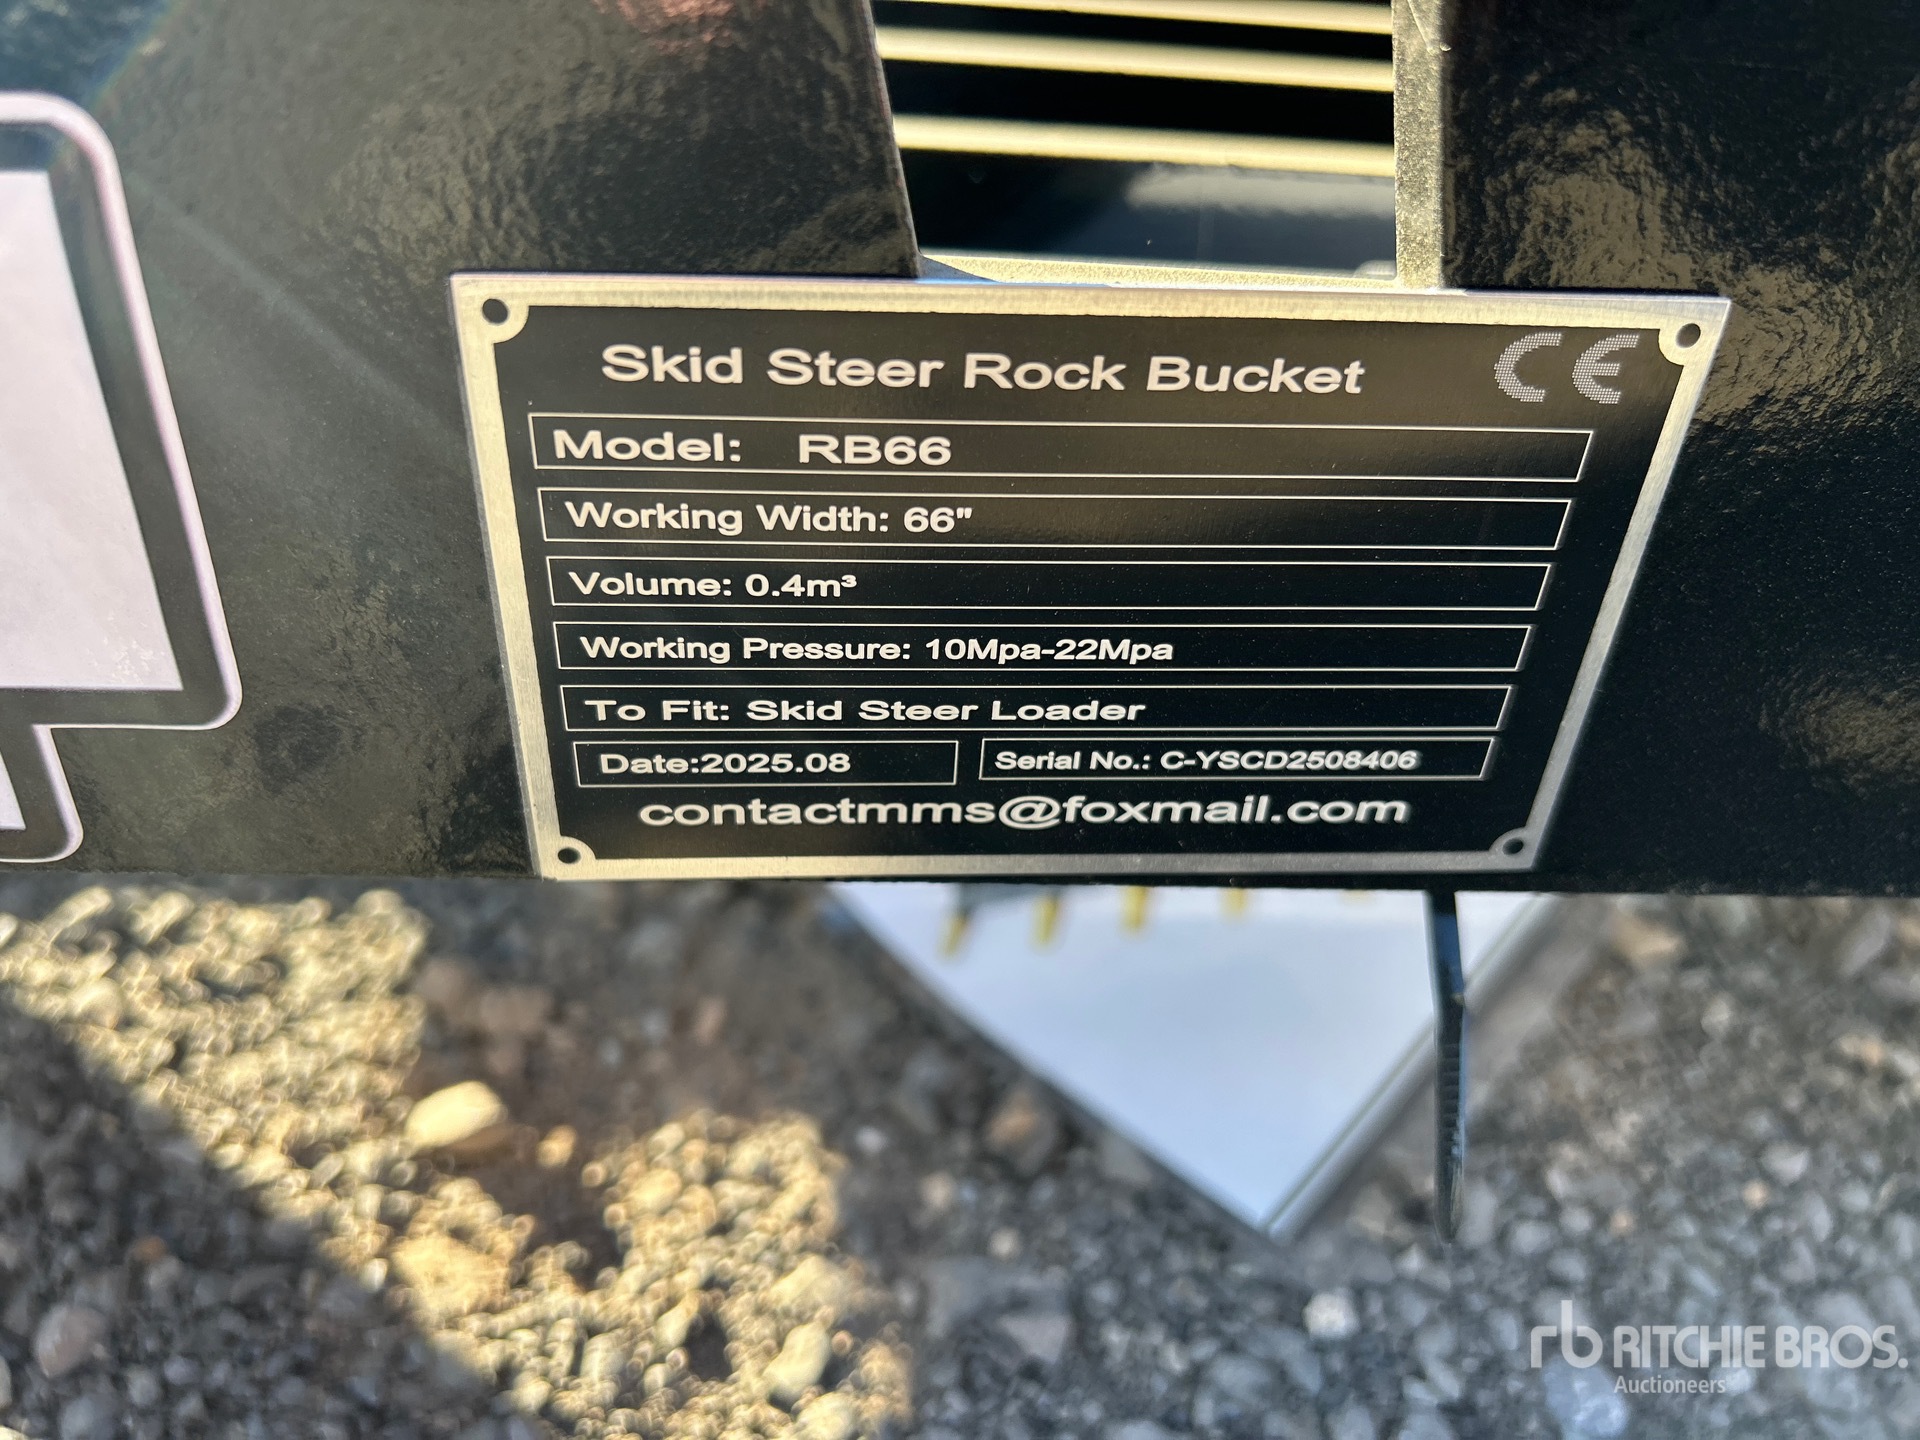 Skid Steer Rock Bucket
CE
Model: RB66
Working Width: 66"
Volume: 0.4m³
Working Pressure: 10Mpa-22Mpa
To Fit: Skid Steer Loader
Date:2025.08
Serial No.: C-YSCD2508406
contactmms@foxmail.com
rb RITCHIE BROS.
Auctioneers